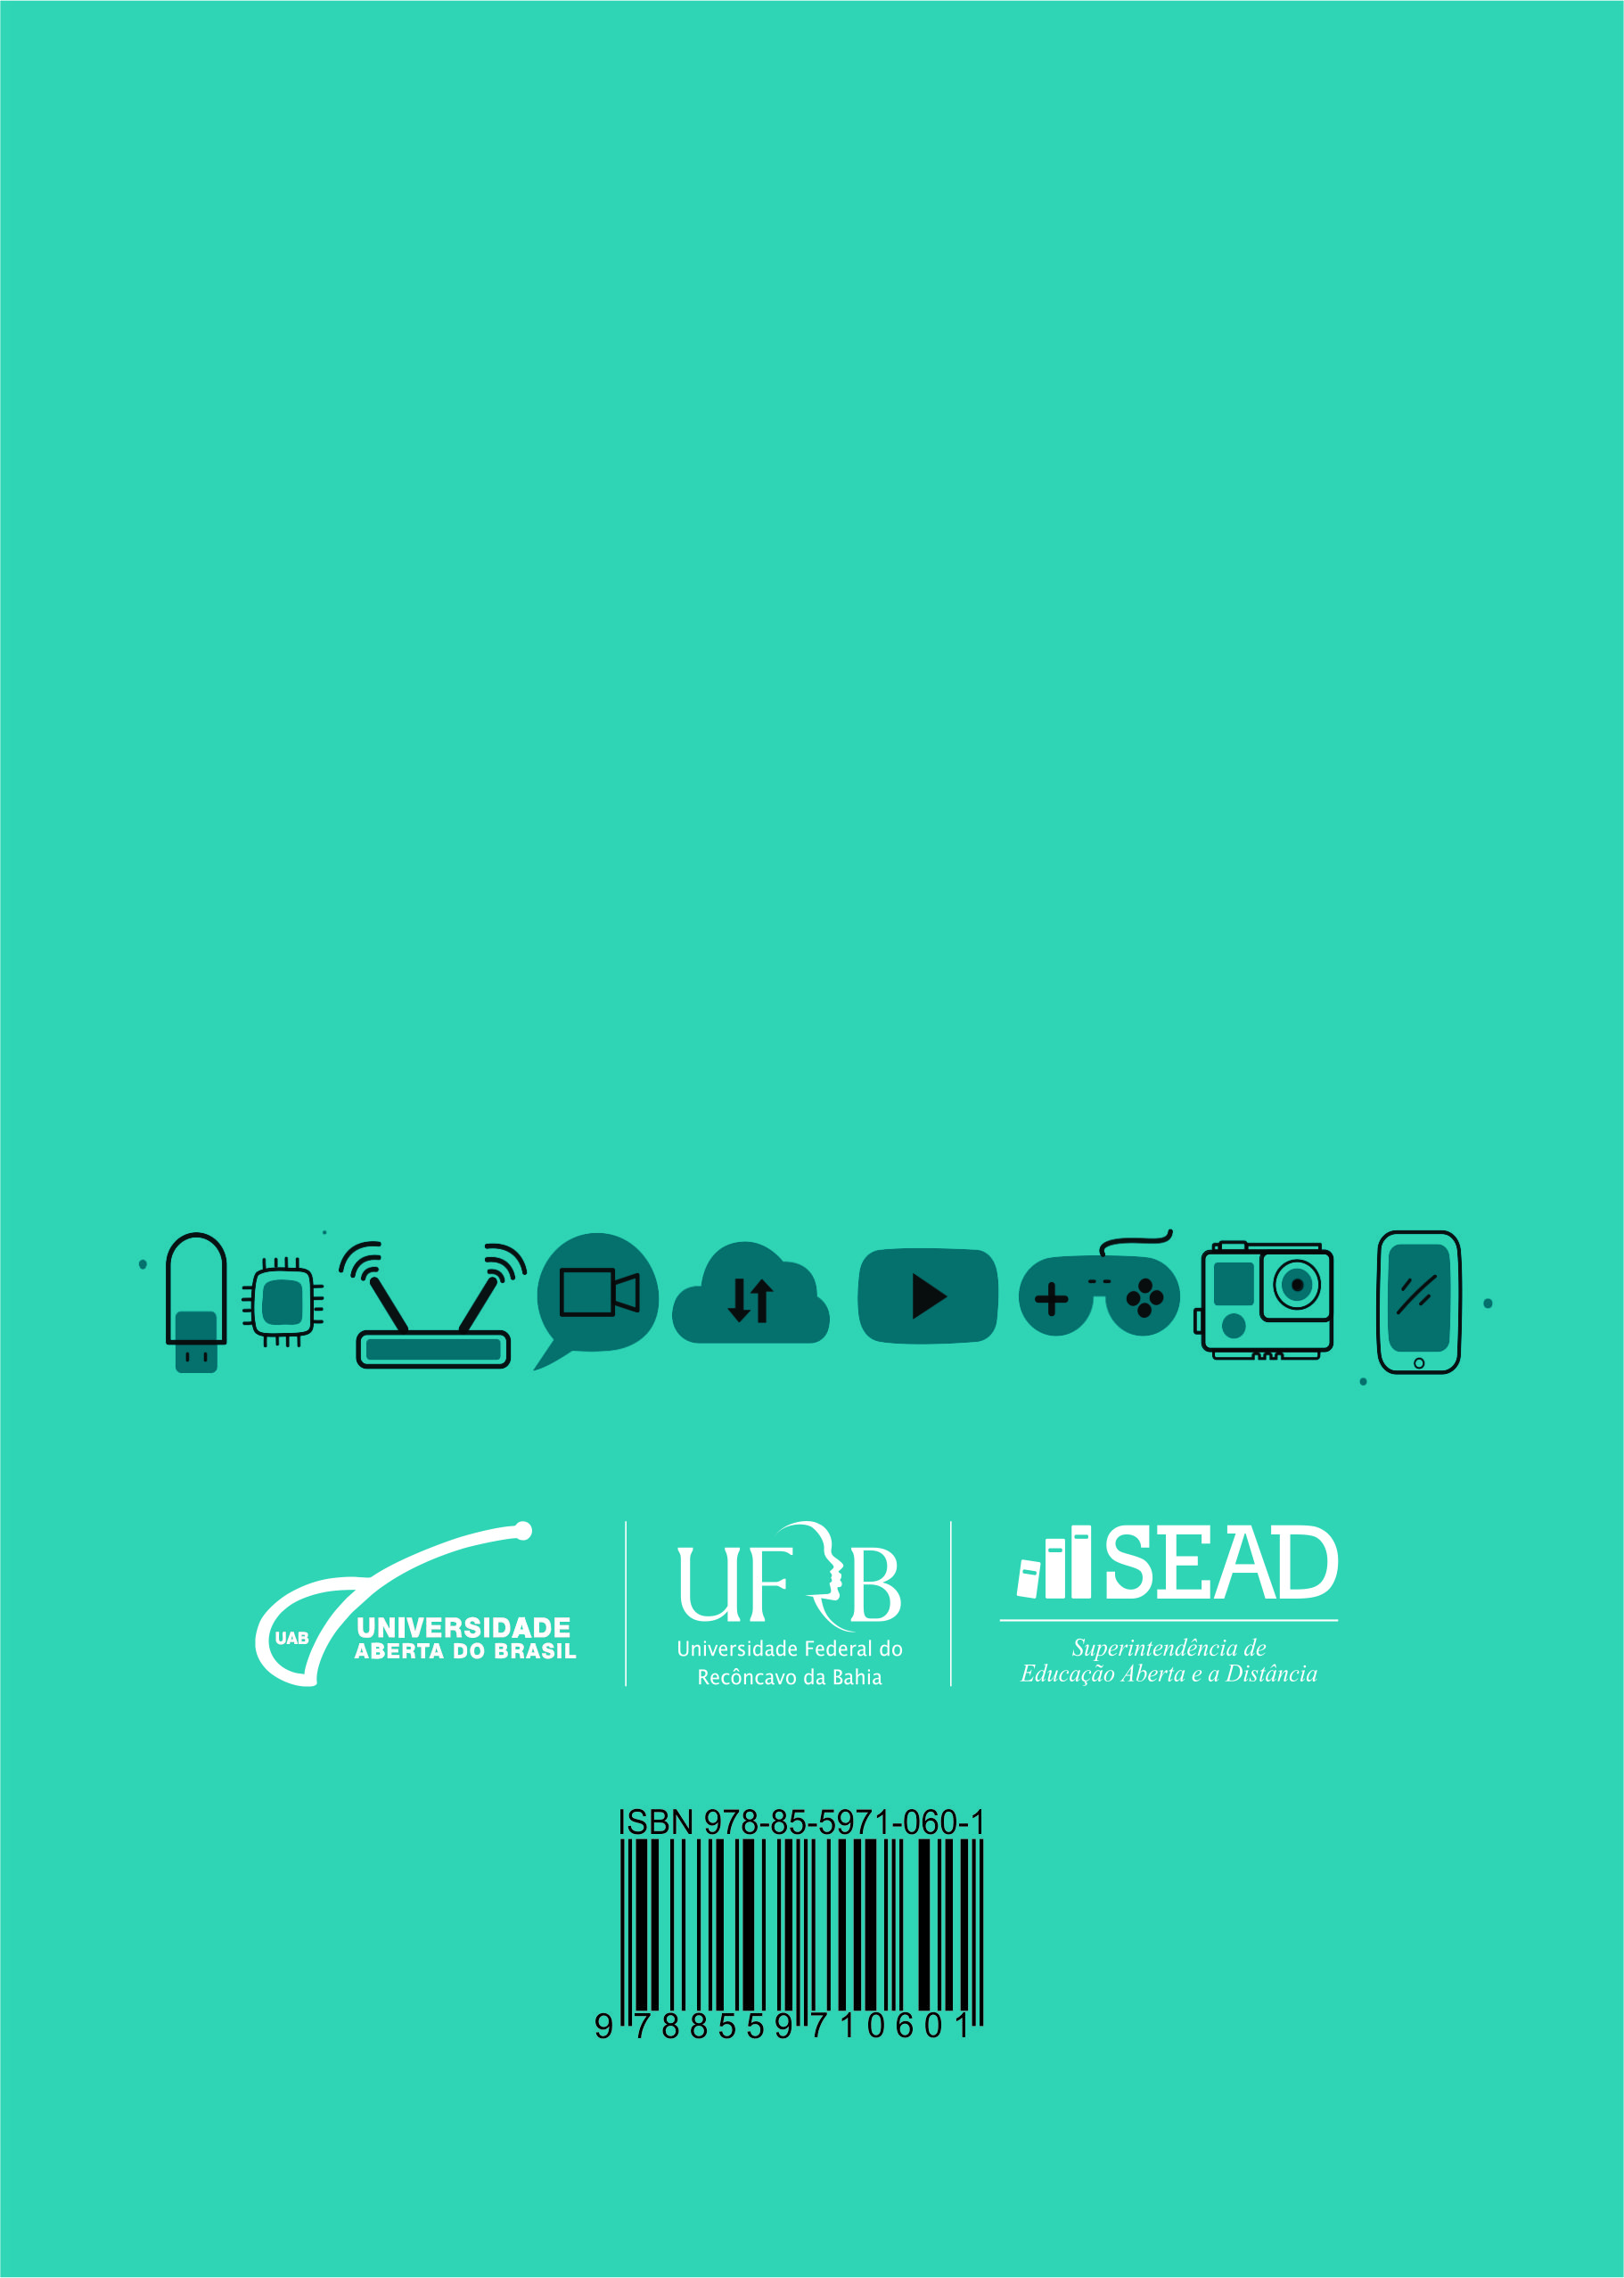 UAB
UNIVERSIDADE
ABERTA DO BRASIL
UFRB
Universidade Federal do
Recôncavo da Bahia
SEAD
Superintendência de
Educação Aberta e a Distância
ISBN 978-85-5971-060-1
9 788559 710601